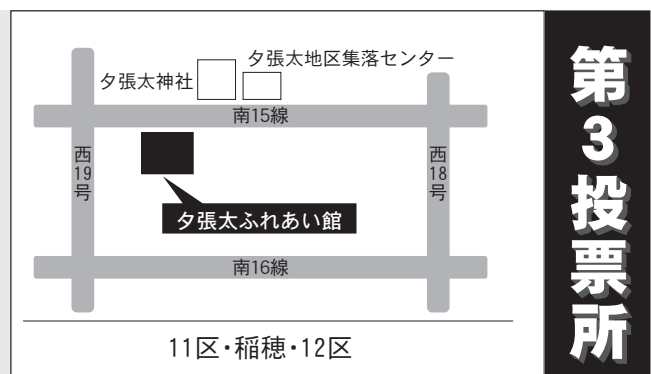 第3投票所
夕張太地区集落センター
夕張太神社
南15線
西19号
西18号
夕張太ふれあい館
南16線
11区・稲穂・12区